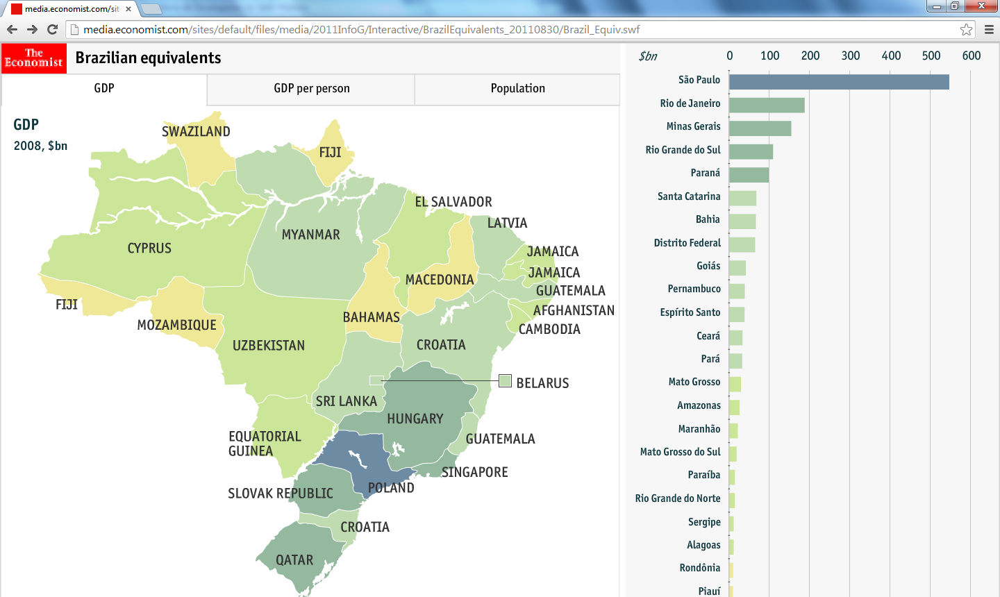 media.economist.com/sit
media.economist.com/sites/default/files/media/2011InfoG/Interactive/BrazilEquivalents_20110830/Brazil_Equiv.swf
The
Economist
Brazilian equivalents
GDP
GDP per person
Population
GDP
2008, $bn
SWAZILAND
FIJI
EL SALVADOR
LATVIA
MYANMAR
CYPRUS
JAMAICA
JAMAICA
MACEDONIA
GUATEMALA
FIJI
AFGHANISTAN
MOZAMBIQUE
BAHAMAS
CAMBODIA
UZBEKISTAN
CROATIA
BELARUS
SRI LANKA
HUNGARY
EQUATORIAL
GUINEA
GUATEMALA
SINGAPORE
POLAND
SLOVAK REPUBLIC
CROATIA
QATAR
$bn
0 100 200 300 400 500 600
São Paulo
Rio de Janeiro
Minas Gerais
Rio Grande do Sul
Paraná
Santa Catarina
Bahia
Distrito Federal
Goiás
Pernambuco
Espírito Santo
Ceará
Pará
Mato Grosso
Amazonas
Maranhão
Mato Grosso do Sul
Paraíba
Rio Grande do Norte
Sergipe
Alagoas
Rondônia
Piauí